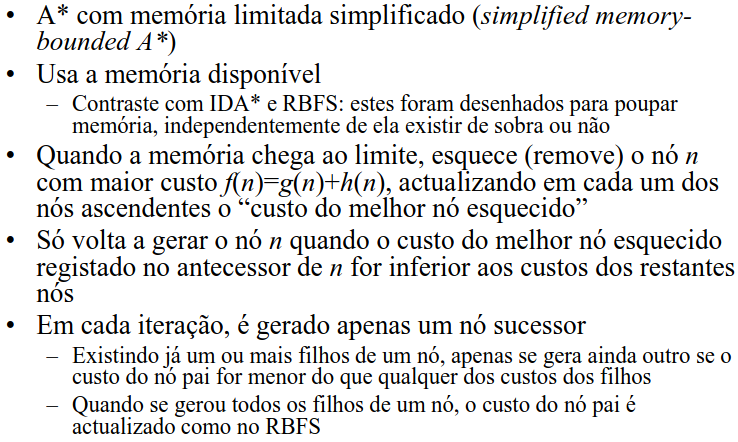 • A* com memória limitada simplificado (simplified memory-
bounded A*)
• Usa a memória disponível
– Contraste com IDA* e RBFS: estes foram desenhados para poupar
memória, independentemente de ela existir de sobra ou não
• Quando a memória chega ao limite, esquece (remove) o nó n
com maior custo f(n)=g(n)+h(n), actualizando em cada um dos
nós ascendentes o “custo do melhor nó esquecido”
• Só volta a gerar o nó n quando o custo do melhor nó esquecido
registado no antecessor de n for inferior aos custos dos restantes
nós
• Em cada iteração, é gerado apenas um nó sucessor
– Existindo já um ou mais filhos de um nó, apenas se gera ainda outro se o
custo do nó pai for menor do que qualquer dos custos dos filhos
– Quando se gerou todos os filhos de um nó, o custo do nó pai é
actualizado como no RBFS